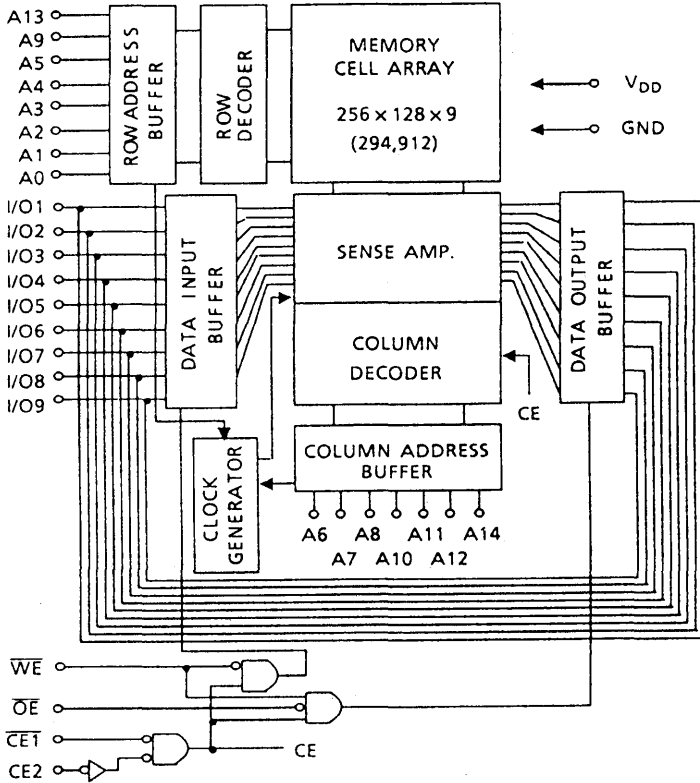 A13
A9
A5
A4
A3
A2
A1
A0
ROW ADDRESS
BUFFER
ROW
DECODER
MEMORY
CELL ARRAY
256 × 128 × 9
(294,912)
VDD
GND
I/O1
I/O2
I/O3
I/O4
I/O5
I/O6
I/O7
I/O8
I/O9
DATA INPUT
BUFFER
SENSE AMP.
COLUMN
DECODER
DATA OUTPUT
BUFFER
CE
CLOCK
GENERATOR
COLUMN ADDRESS
BUFFER
A6
A8
A11
A14
A7
A10
A12
WE
OE
CE1
CE2
CE